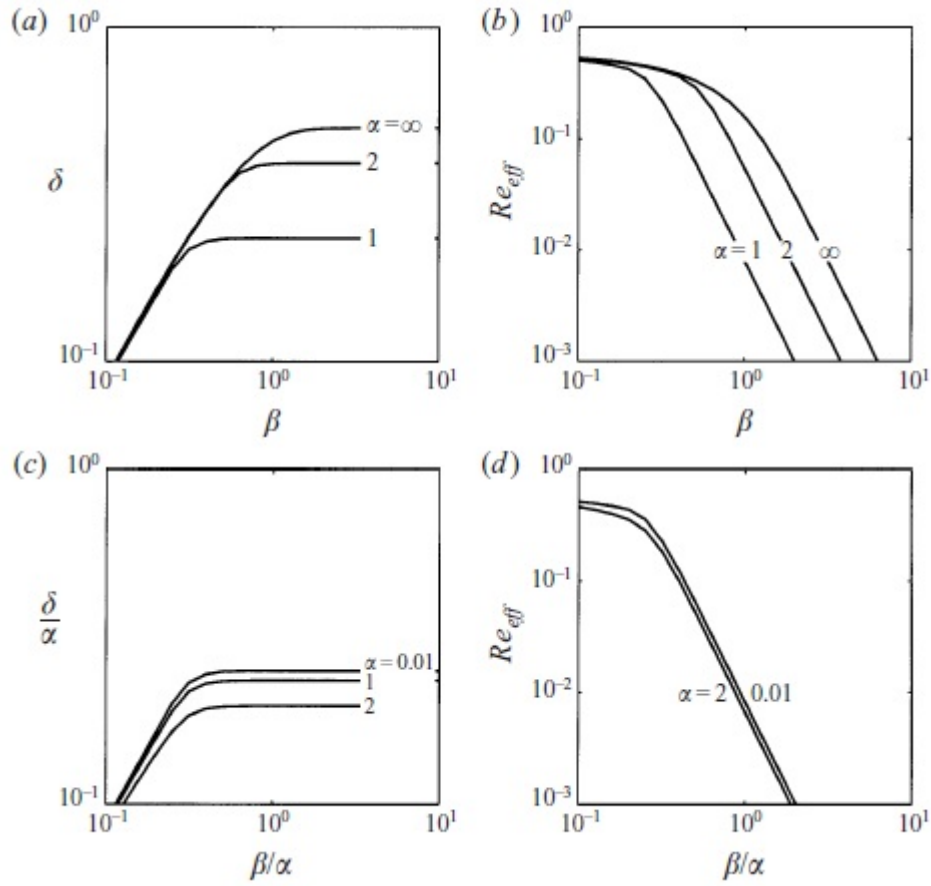 (a)
10⁰
δ
α = ∞
2
1
10⁻¹
10⁻¹
10⁰
10¹
β
(b)
10⁰
10⁻¹
Re_eff
10⁻²
α = 1
2
∞
10⁻³
10⁻¹
10⁰
10¹
β
(c)
10⁰
δ
α
α = 0.01
1
2
10⁻¹
10⁻¹
10⁰
10¹
β/α
(d)
10⁰
10⁻¹
Re_eff
10⁻²
α = 2
0.01
10⁻³
10⁻¹
10⁰
10¹
β/α